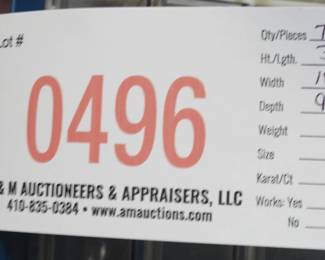 Lot #
0496
& M AUCTIONEERS & APPRAISERS, LLC
410-835-0384 • www.amauctions.com
Qty/Pieces
Ht./Lgth.
Width
Depth
Weight
Size
Karat/Ct
Works: Yes
No